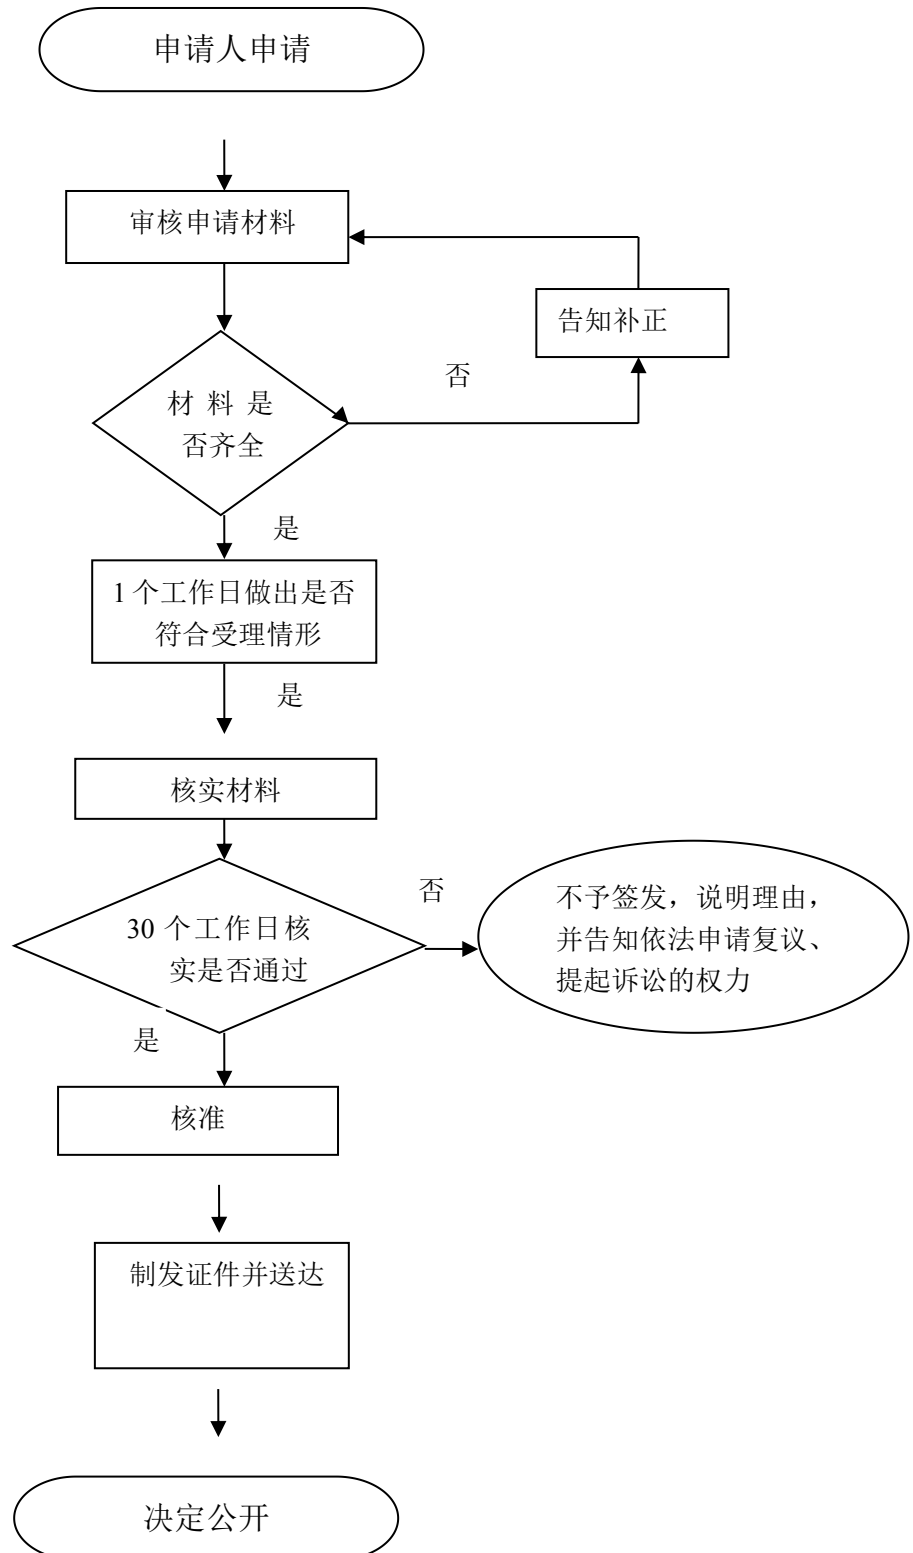 申请人申请
审核申请材料
告知补正
否
材 料 是
否齐全
是
1 个工作日做出是否
符合受理情形
是
核实材料
否
30 个工作日核
实是否通过
不予签发，说明理由，
并告知依法申请复议、
提起诉讼的权力
是
核准
制发证件并送达
决定公开